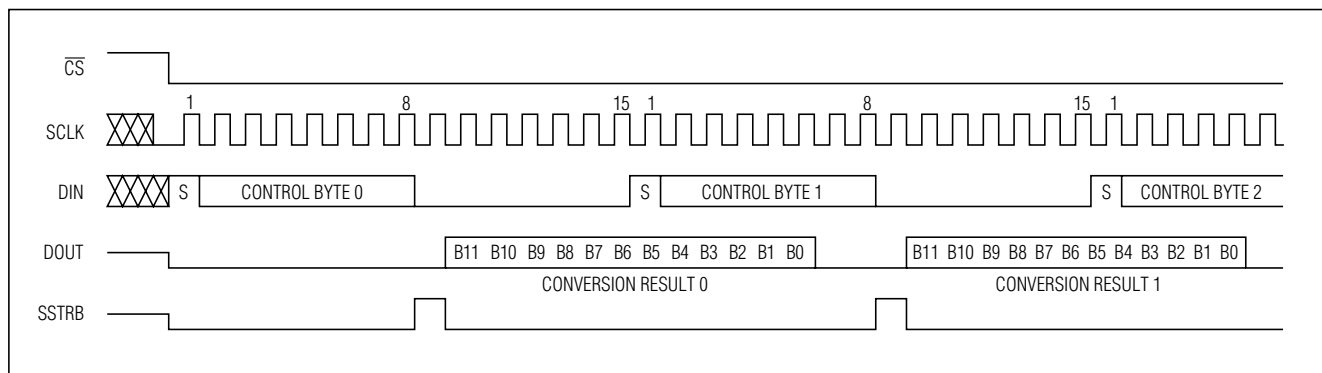 CS
1 8 15 1 8 15 1
SCLK
DIN S CONTROL BYTE 0 S CONTROL BYTE 1 S CONTROL BYTE 2
DOUT B11 B10 B9 B8 B7 B6 B5 B4 B3 B2 B1 B0 B11 B10 B9 B8 B7 B6 B5 B4 B3 B2 B1 B0
CONVERSION RESULT 0 CONVERSION RESULT 1
SSTRB